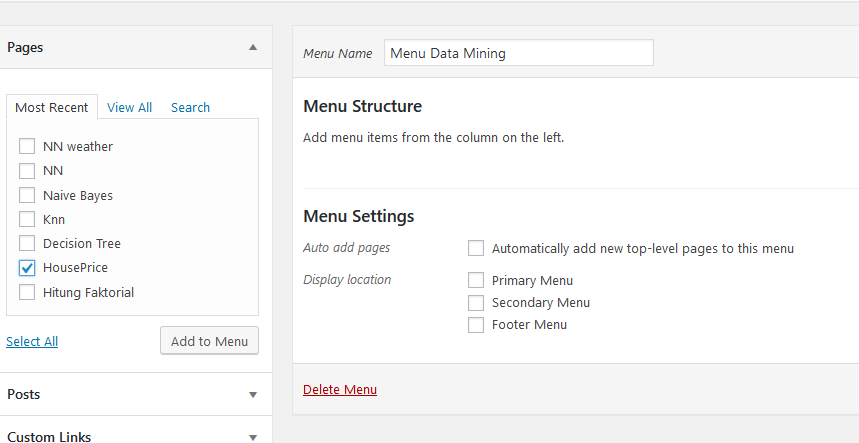 Pages
Most Recent View All Search
NN weather
NN
Naive Bayes
Knn
Decision Tree
HousePrice
Hitung Faktorial
Select All Add to Menu
Posts
Custom Links
Menu Name Menu Data Mining
Menu Structure
Add menu items from the column on the left.
Menu Settings
Auto add pages Automatically add new top-level pages to this menu
Display location Primary Menu
Secondary Menu
Footer Menu
Delete Menu